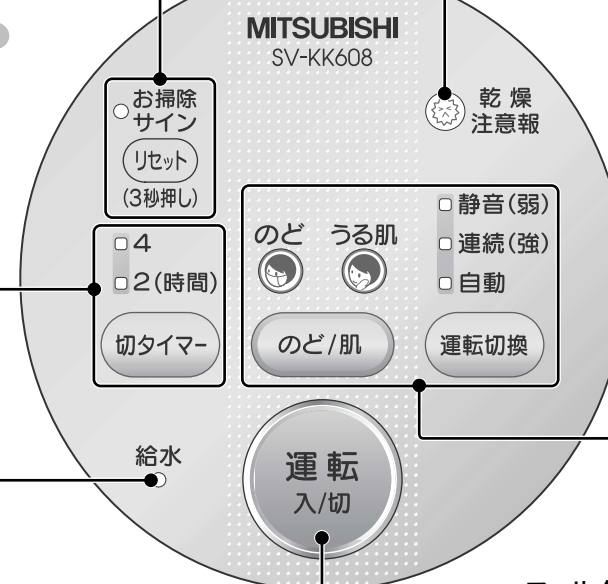 MITSUBISHI
SV-KK608
お掃除
サイン
リセット
(3秒押し)
乾燥
注意報
4
2(時間)
切タイマー
のど
うる肌
のど/肌
静音(弱)
連続(強)
自動
運転切換
給水
運転
入/切